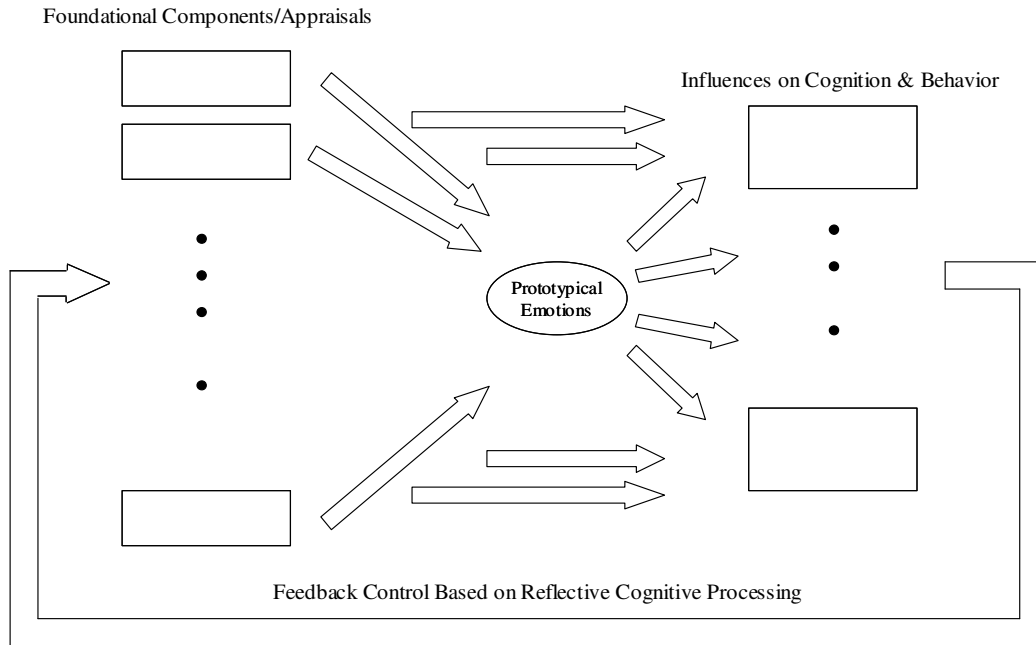 Foundational Components/Appraisals
Influences on Cognition & Behavior
Prototypical
Emotions
Feedback Control Based on Reflective Cognitive Processing